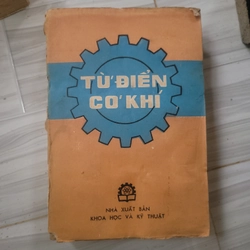 TỪ ĐIỂN
CƠ KHÍ
NHÀ XUẤT BẢN
KHOA HỌC VÀ KỸ THUẬT